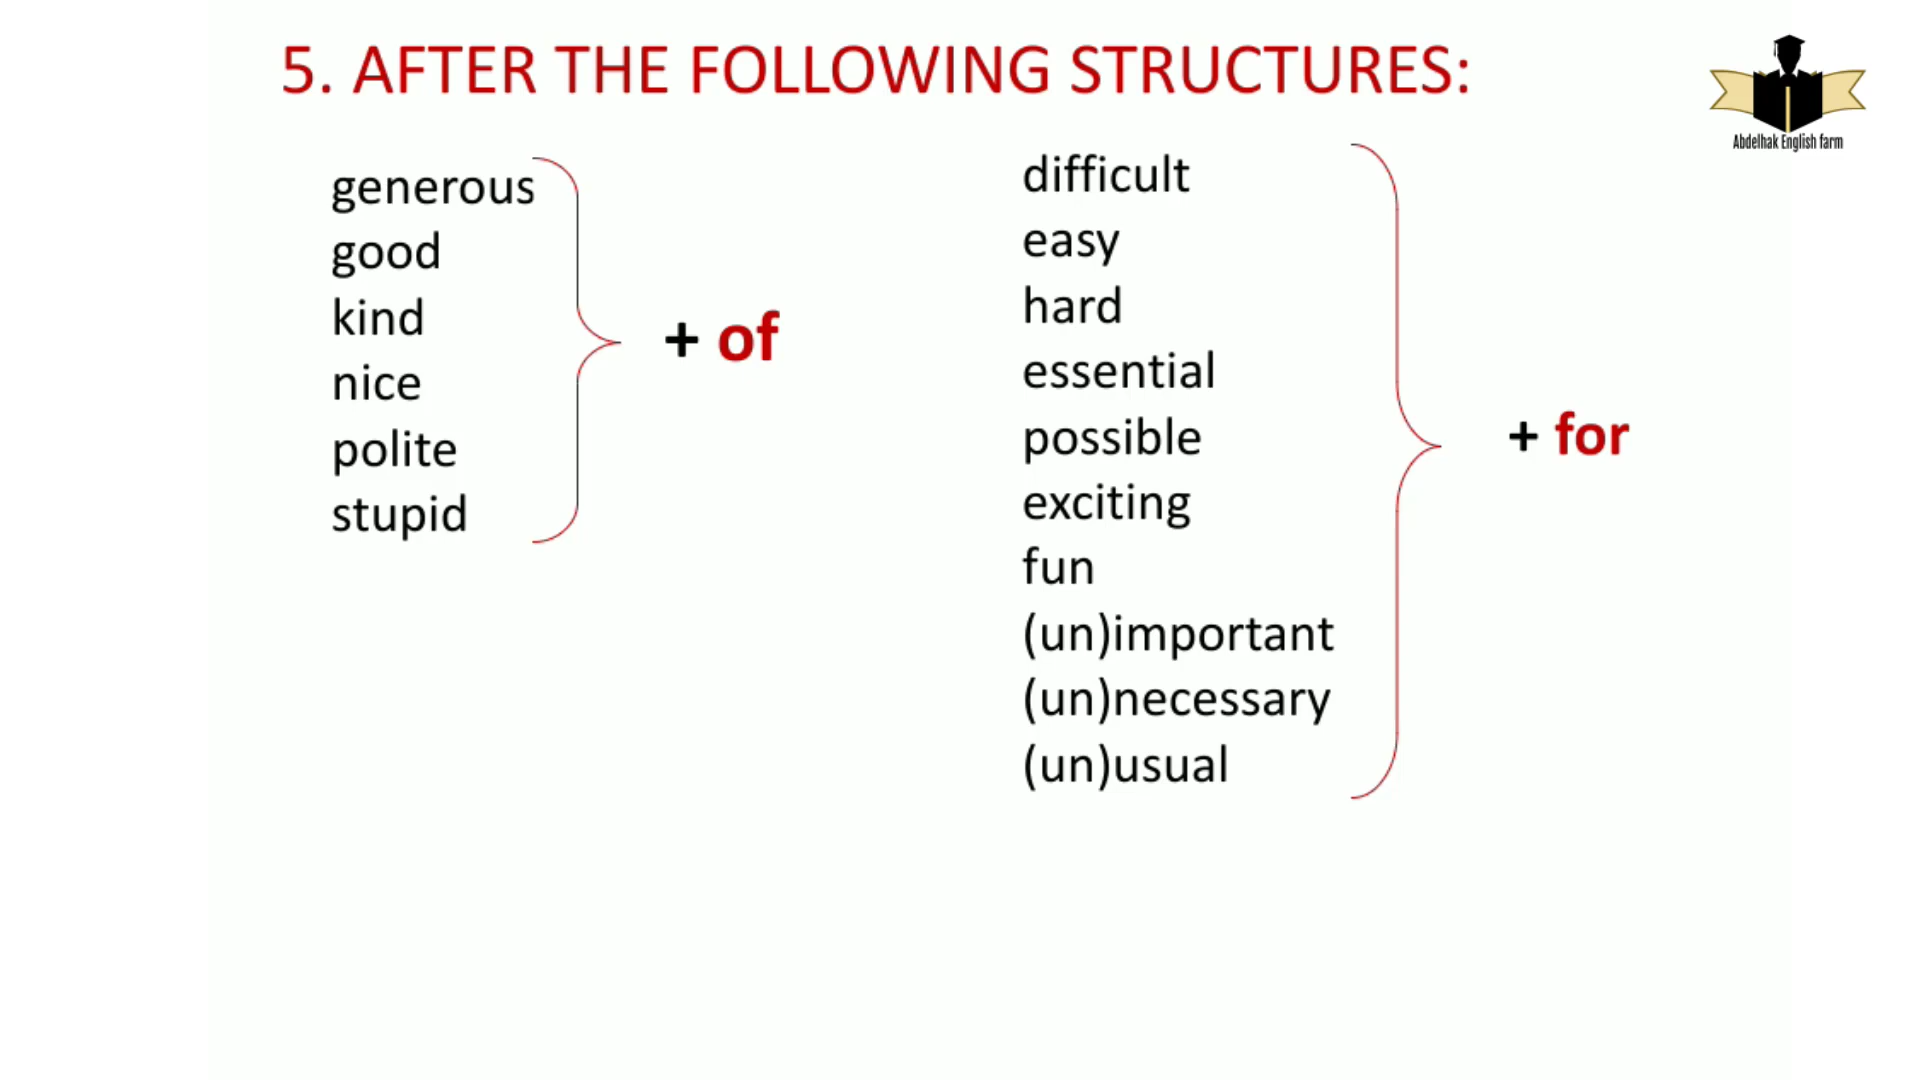 5. AFTER THE FOLLOWING STRUCTURES:
Abdelhak English farm
generous
good
kind
nice
polite
stupid
+ of
difficult
easy
hard
essential
possible
exciting
fun
(un)important
(un)necessary
(un)usual
+ for